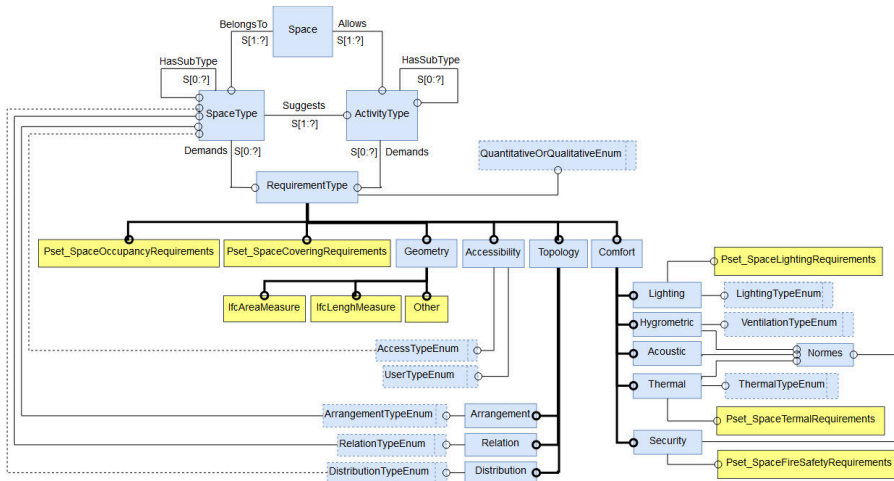 BelongsTo
Space
Allows
S[1:?]
S[1:?]
HasSubType
HasSubType
S[0:?]
S[0:?]
SpaceType
Suggests
ActivityType
S[1:?]
Demands
S[0:?]
S[0:?]
Demands
QuantitativeOrQualitativeEnum
RequirementType
Pset_SpaceOccupancyRequirements
Pset_SpaceCoveringRequirements
Geometry
Accessibility
Topology
Comfort
Pset_SpaceLightingRequirements
Lighting
LightingTypeEnum
IfcAreaMeasure
IfcLenghMeasure
Other
Hygrometric
VentilationTypeEnum
AccessTypeEnum
Acoustic
Normes
UserTypeEnum
Thermal
ThermalTypeEnum
ArrangementTypeEnum
Arrangement
Pset_SpaceTermalRequirements
RelationTypeEnum
Relation
Security
DistributionTypeEnum
Distribution
Pset_SpaceFireSafetyRequirements